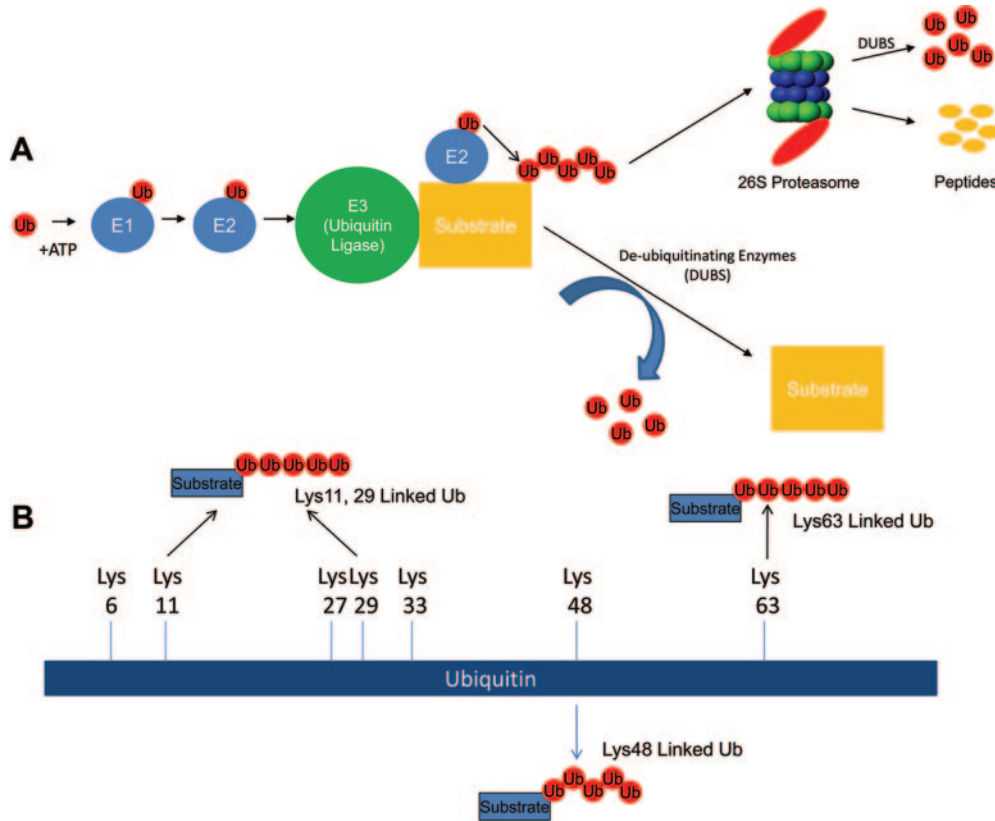 A
Ub
+ATP
Ub
E1
Ub
E2
E3
(Ubiquitin
Ligase)
Ub
E2
Substrate
Ub Ub Ub Ub Ub
26S Proteasome
DUBS
Ub Ub Ub Ub Ub
Peptides
De-ubiquitinating Enzymes
(DUBS)
Ub Ub Ub Ub
Substrate
B
Substrate
Ub Ub Ub Ub Ub
Lys11, 29 Linked Ub
Substrate
Ub Ub Ub Ub Ub
Lys63 Linked Ub
Lys Lys Lys Lys Lys Lys Lys
6 11 27 29 33 48 63
Ubiquitin
Lys48 Linked Ub
Substrate
Ub Ub Ub Ub Ub